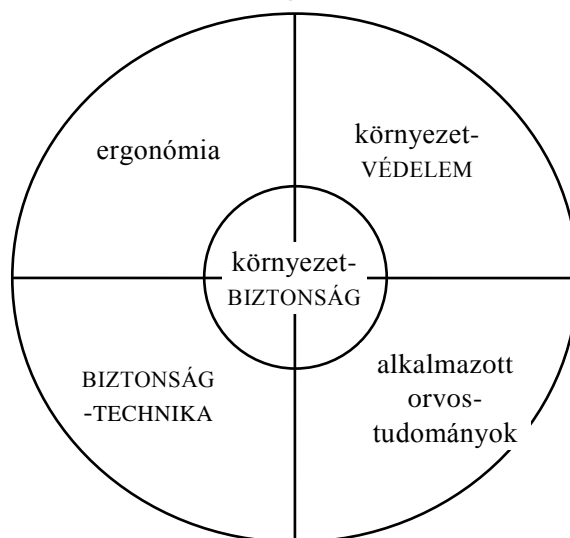 ergonómia
környezet-
VÉDELEM
környezet-
BIZTONSÁG
BIZTONSÁG
-TECHNIKA
alkalmazott
orvos-
tudományok